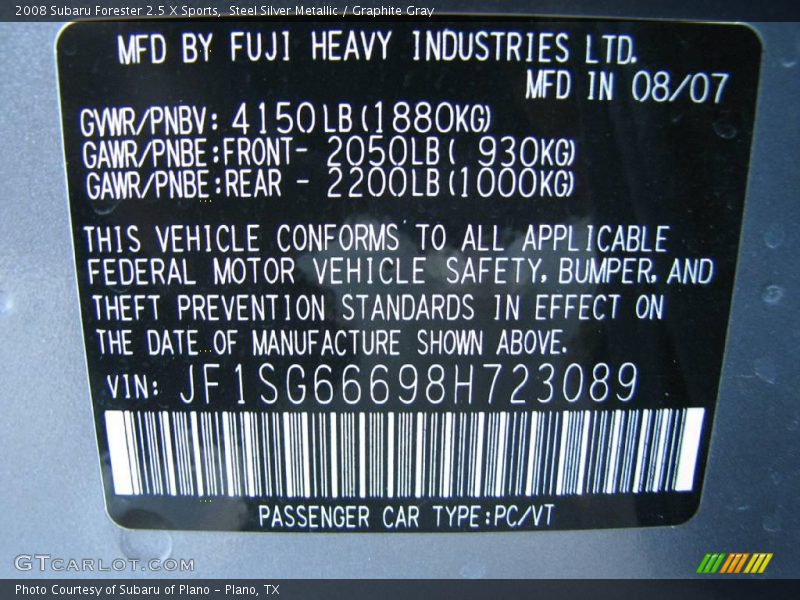 2008 Subaru Forester 2.5 X Sports, Steel Silver Metallic / Graphite Gray
MFD BY FUJI HEAVY INDUSTRIES LTD.
MFD IN 08/07
GVWR/PNBV: 4150LB(1880KG)
GAWR/PNBE:FRONT- 2050LB( 930KG)
GAWR/PNBE:REAR - 2200LB(1000KG)
THIS VEHICLE CONFORMS TO ALL APPLICABLE
FEDERAL MOTOR VEHICLE SAFETY, BUMPER, AND
THEFT PREVENTION STANDARDS IN EFFECT ON
THE DATE OF MANUFACTURE SHOWN ABOVE.
VIN: JF1SG66698H723089
PASSENGER CAR TYPE:PC/VT
GTCARLOT.COM
Photo Courtesy of Subaru of Plano - Plano, TX